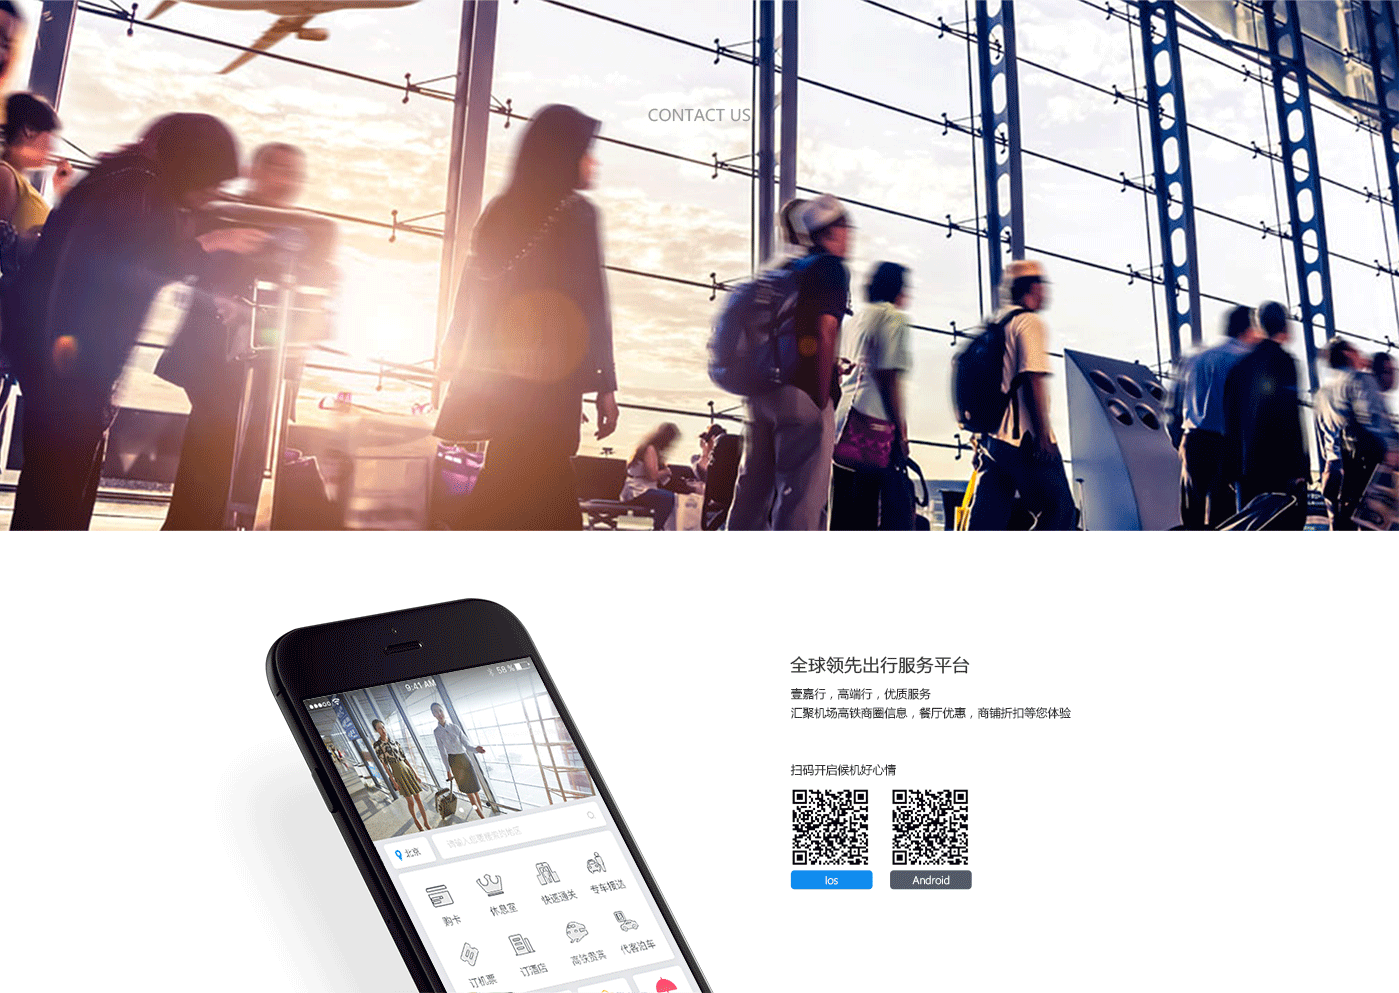 CONTACT US
全球领先出行服务平台
壹嘉行，高端行，优质服务
汇聚机场高铁商圈信息，餐厅优惠，商铺折扣等您体验
扫码开启候机好心情
Ios
Android
9:41 AM
58 %
北京
购卡
休息室
快速通关
专车接送
订机票
订酒店
高铁贵宾
代客泊车